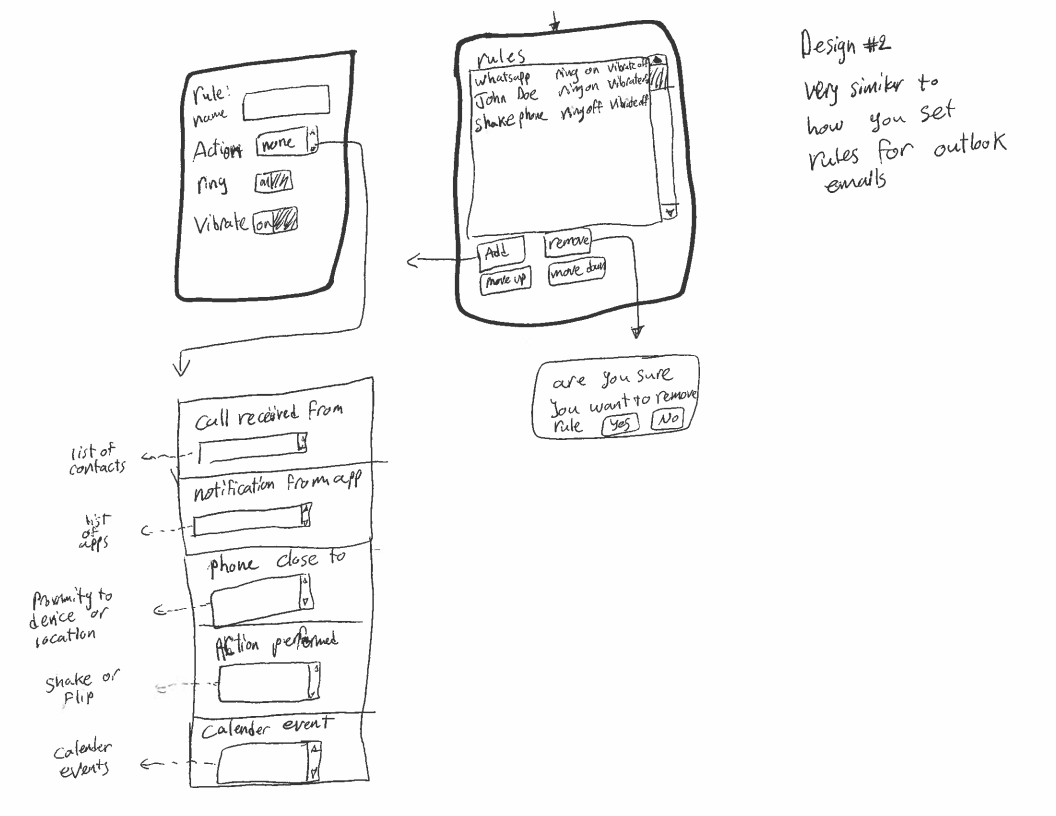 Design #2
very similar to
how you set
rules for outlook
emails
rules
whatsapp ring on Vibrate off
John Doe ring on Vibrate
shake phone ring off Vibrate off
Add
remove
move up
move down
rule:
name
Action
none
ring
Vibrate
on
are you sure
you want to remove
rule Yes No
call received from
list of
contacts
notification from app
list
of
apps
phone close to
Proximity to
device or
location
Action performed
Shake or
Flip
Calender event
Calender
events